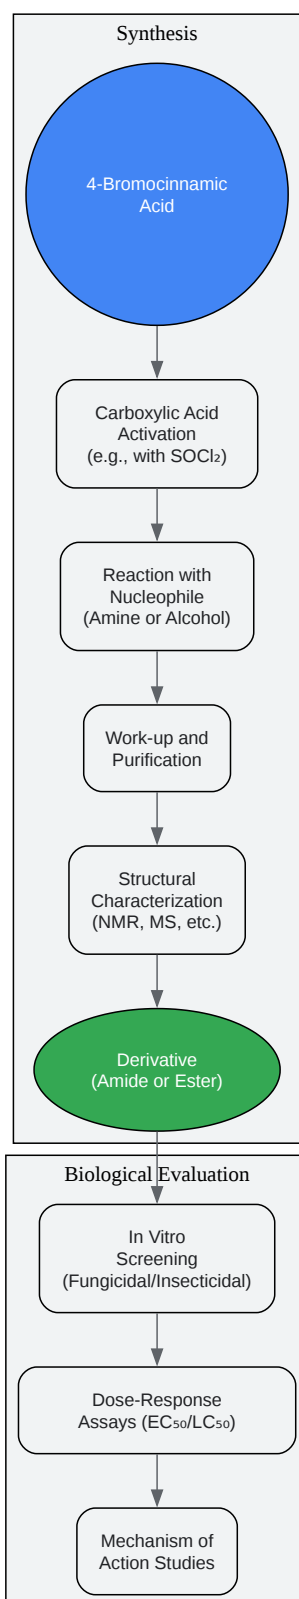 Synthesis
4-Bromocinnamic
Acid
Carboxylic Acid
Activation
(e.g., with SOCl₂)
Reaction with
Nucleophile
(Amine or Alcohol)
Work-up and
Purification
Structural
Characterization
(NMR, MS, etc.)
Derivative
(Amide or Ester)
Biological Evaluation
In Vitro
Screening
(Fungicidal/Insecticidal)
Dose-Response
Assays (EC₅₀/LC₅₀)
Mechanism of
Action Studies